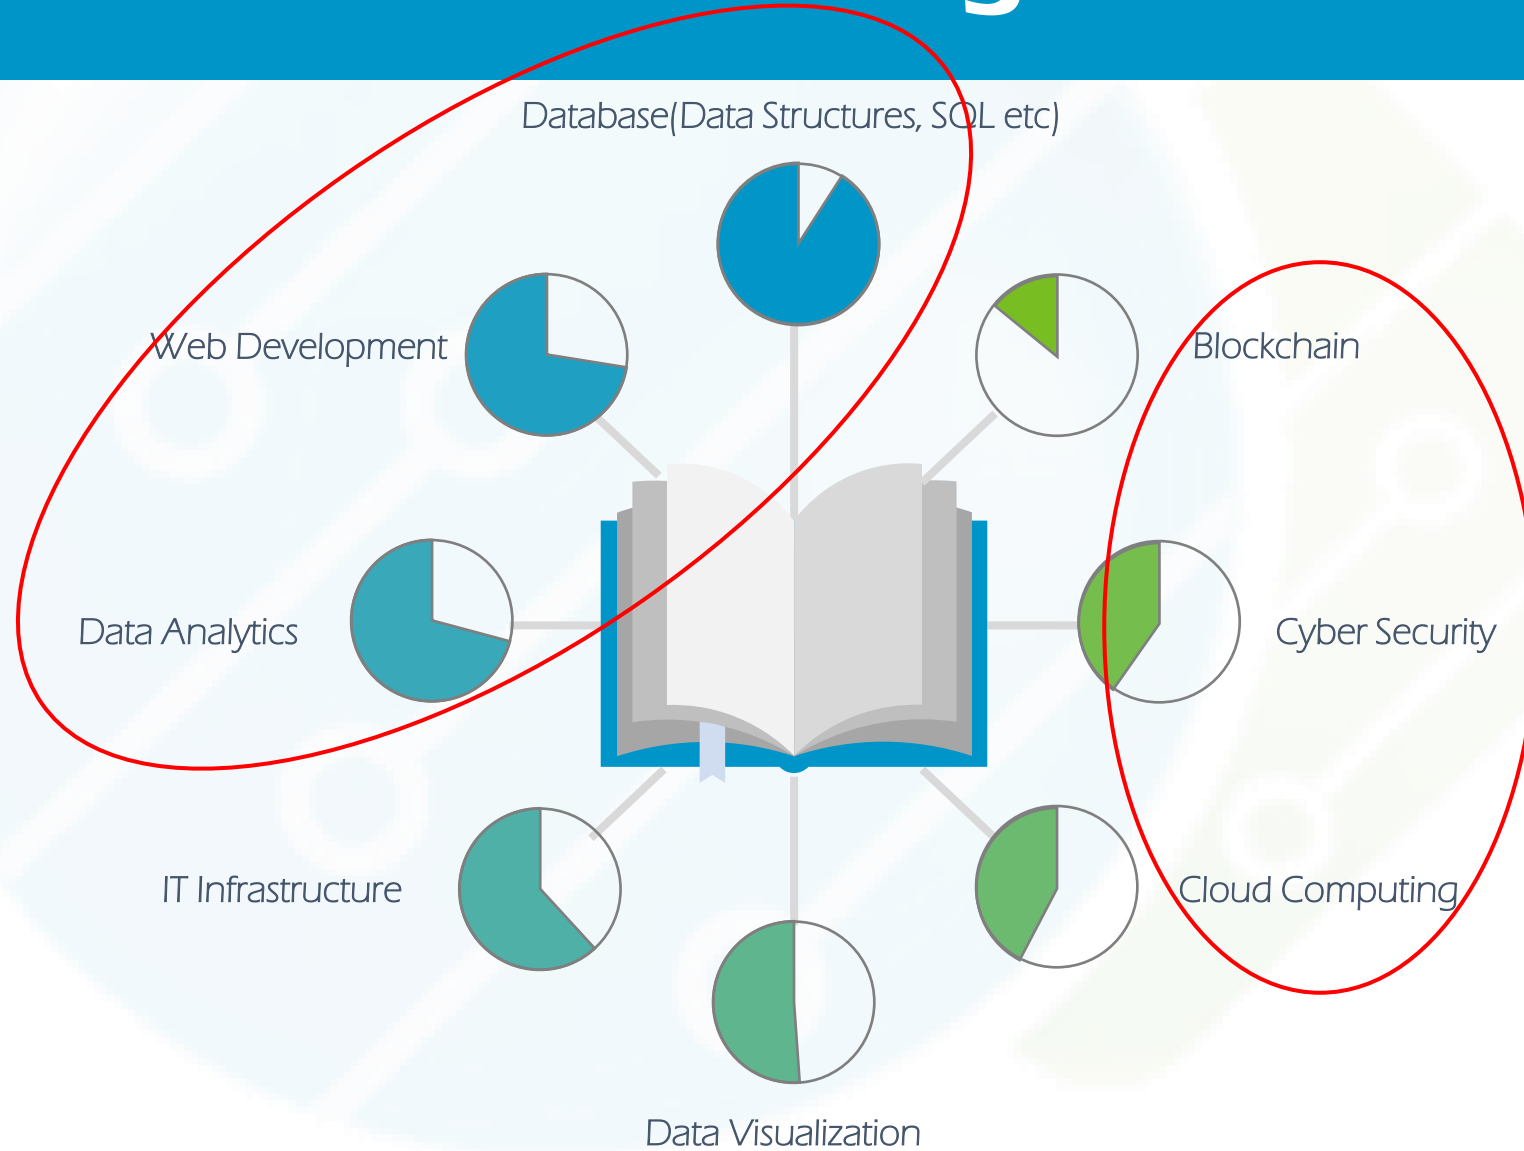 Database(Data Structures, SQL etc)
Web Development
Blockchain
Data Analytics
Cyber Security
IT Infrastructure
Cloud Computing
Data Visualization